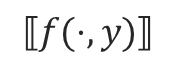 ⟦f(·, y)⟧